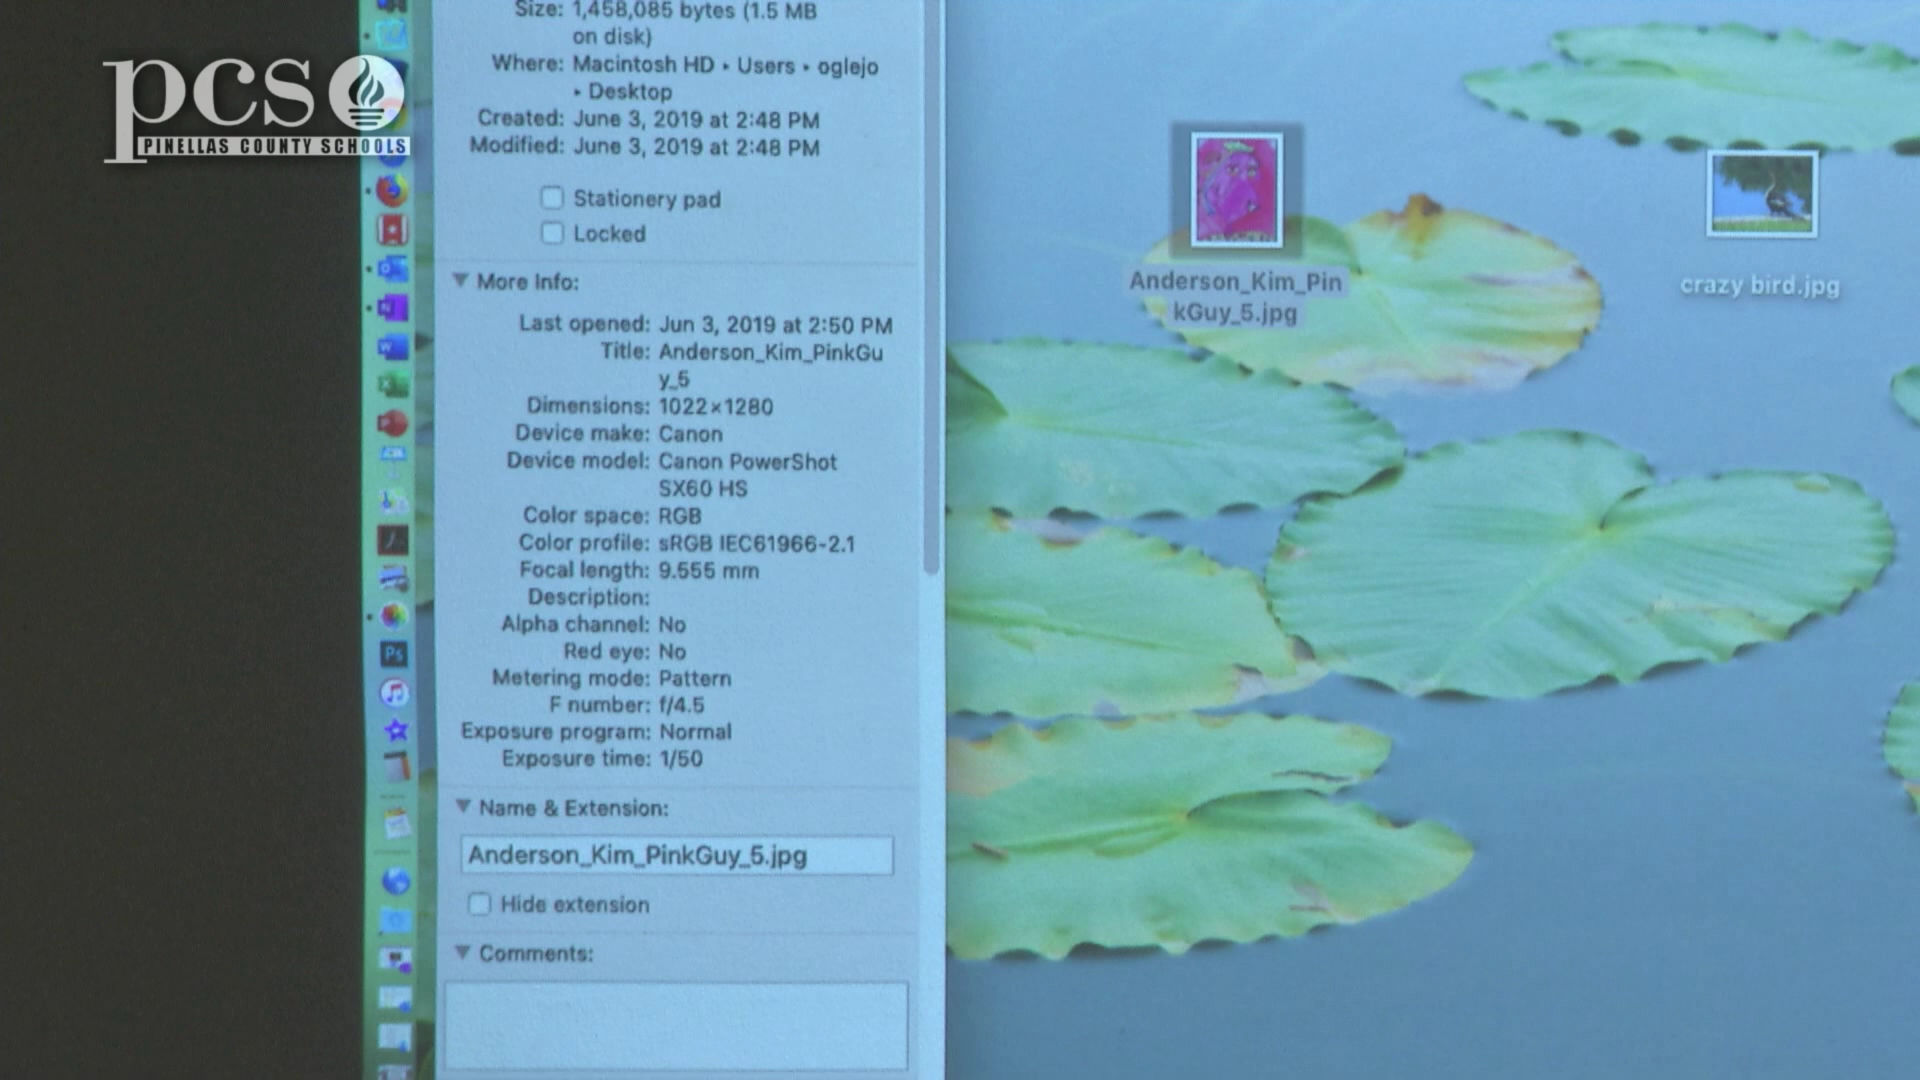 pcs
PINELLAS COUNTY SCHOOLS
Size: 1,458,085 bytes (1.5 MB
on disk)
Where: Macintosh HD ▸ Users ▸ oglejo
▸ Desktop
Created: June 3, 2019 at 2:48 PM
Modified: June 3, 2019 at 2:48 PM
Stationery pad
Locked
More Info:
Last opened: Jun 3, 2019 at 2:50 PM
Title: Anderson_Kim_PinkGu
y_5
Dimensions: 1022×1280
Device make: Canon
Device model: Canon PowerShot
SX60 HS
Color space: RGB
Color profile: sRGB IEC61966-2.1
Focal length: 9.555 mm
Description:
Alpha channel: No
Red eye: No
Metering mode: Pattern
F number: f/4.5
Exposure program: Normal
Exposure time: 1/50
Name & Extension:
Anderson_Kim_PinkGuy_5.jpg
Hide extension
Comments:
Ps
Anderson_Kim_Pin
kGuy_5.jpg
crazy bird.jpg